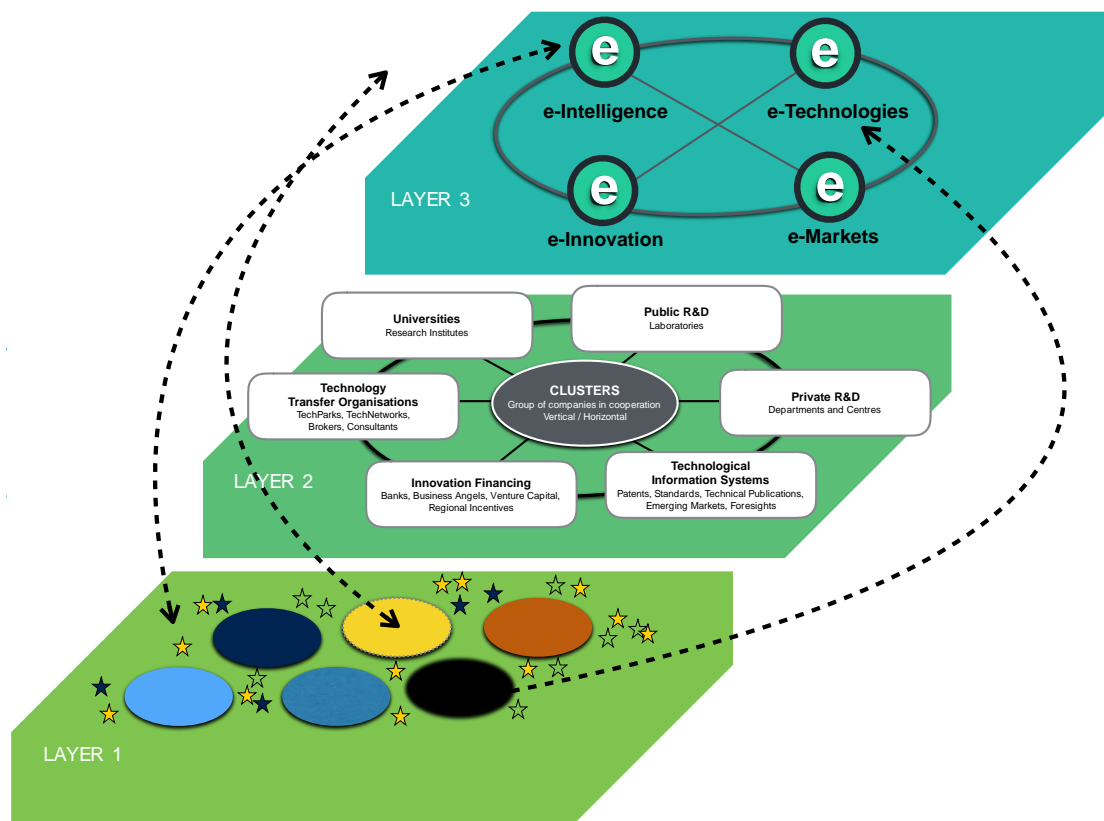 e
e
e-Intelligence
e-Technologies
LAYER 3
e
e
e-Innovation
e-Markets
Universities
Research Institutes
Public R&D
Laboratories
Technology
Transfer Organisations
TechParks, TechNetworks,
Brokers, Consultants
CLUSTERS
Group of companies in cooperation
Vertical / Horizontal
Private R&D
Departments and Centres
LAYER 2
Innovation Financing
Banks, Business Angels, Venture Capital,
Regional Incentives
Technological
Information Systems
Patents, Standards, Technical Publications,
Emerging Markets, Foresights
LAYER 1